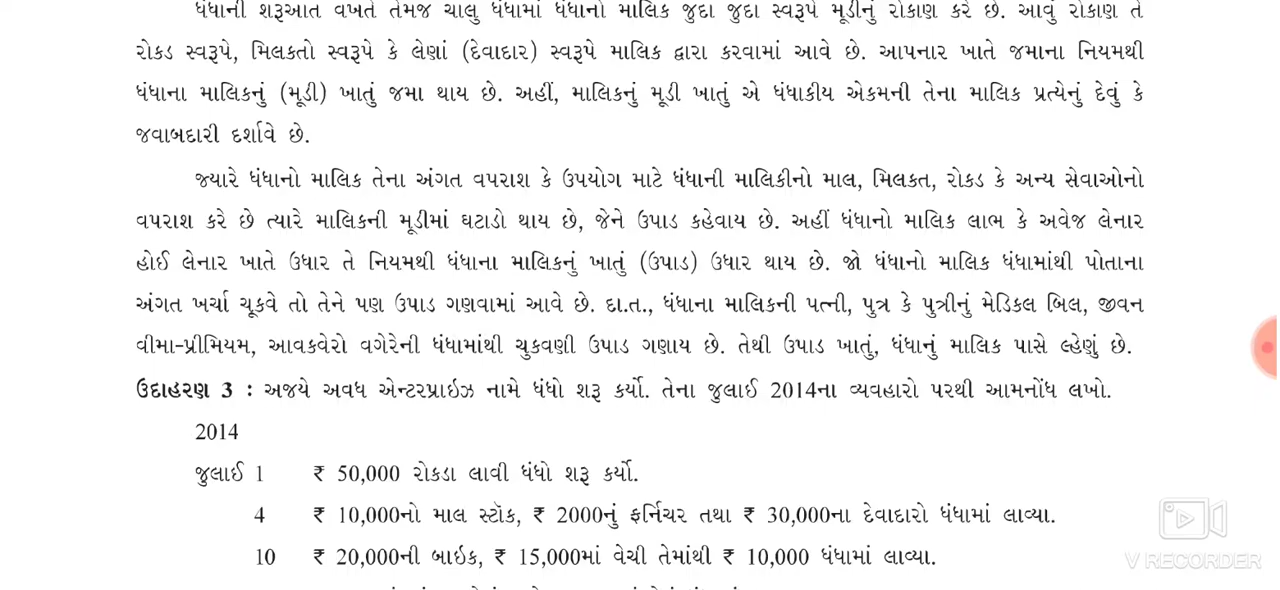 ધંધાની શરૂઆત વખતે તેમજ ચાલુ ધંધામાં ધંધાનો માલિક જુદા જુદા સ્વરૂપે મૂડીનું રોકાણ કરે છે. આવું રોકાણ તે
રોકડ સ્વરૂપે, મિલકતો સ્વરૂપે કે લેણાં (દેવાદાર) સ્વરૂપે માલિક દ્વારા કરવામાં આવે છે. આપનાર ખાતે જમાના નિયમથી
ધંધાના માલિકનું (મૂડી) ખાતું જમા થાય છે. અહીં, માલિકનું મૂડી ખાતું એ ધંધાકીય એકમની તેના માલિક પ્રત્યેનું દેવું કે
જવાબદારી દર્શાવે છે.
જ્યારે ધંધાનો માલિક તેના અંગત વપરાશ કે ઉપયોગ માટે ધંધાની માલિકીનો માલ, મિલકત, રોકડ કે અન્ય સેવાઓનો
વપરાશ કરે છે ત્યારે માલિકની મૂડીમાં ઘટાડો થાય છે, જેને ઉપાડ કહેવાય છે. અહીં ધંધાનો માલિક લાભ કે અવેજ લેનાર
હોઈ લેનાર ખાતે ઉધાર તે નિયમથી ધંધાના માલિકનું ખાતું (ઉપાડ) ઉધાર થાય છે. જો ધંધાનો માલિક ધંધામાંથી પોતાના
અંગત ખર્ચા ચૂકવે તો તેને પણ ઉપાડ ગણવામાં આવે છે. દા.ત., ધંધાના માલિકની પત્ની, પુત્ર કે પુત્રીનું મેડિકલ બિલ, જીવન
વીમા-પ્રીમિયમ, આવકવેરો વગેરેની ધંધામાંથી ચુકવણી ઉપાડ ગણાય છે. તેથી ઉપાડ ખાતું, ધંધાનું માલિક પાસે લ્હેણું છે.
ઉદાહરણ 3 : અજયે અવધ એન્ટરપ્રાઇઝ નામે ધંધો શરૂ કર્યો. તેના જુલાઈ 2014ના વ્યવહારો પરથી આમનોંધ લખો.
2014
જુલાઈ 1 ₹ 50,000 રોકડા લાવી ધંધો શરૂ કર્યો.
4 ₹ 10,000નો માલ સ્ટૉક, ₹ 2000નું ફર્નિચર તથા ₹ 30,000ના દેવાદારો ધંધામાં લાવ્યા.
10 ₹ 20,000ની બાઇક, ₹ 15,000માં વેચી તેમાંથી ₹ 10,000 ધંધામાં લાવ્યા.
V RECORDER